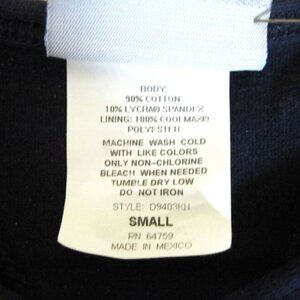 BODY:
90% COTTON
10% LYCRA® SPANDEX
LINING: 100% COOLMAX®
POLYESTER
MACHINE WASH COLD
WITH LIKE COLORS
ONLY NON-CHLORINE
BLEACH WHEN NEEDED
TUMBLE DRY LOW
DO NOT IRON
STYLE: D9403KH
SMALL
RN 64759
MADE IN MEXICO